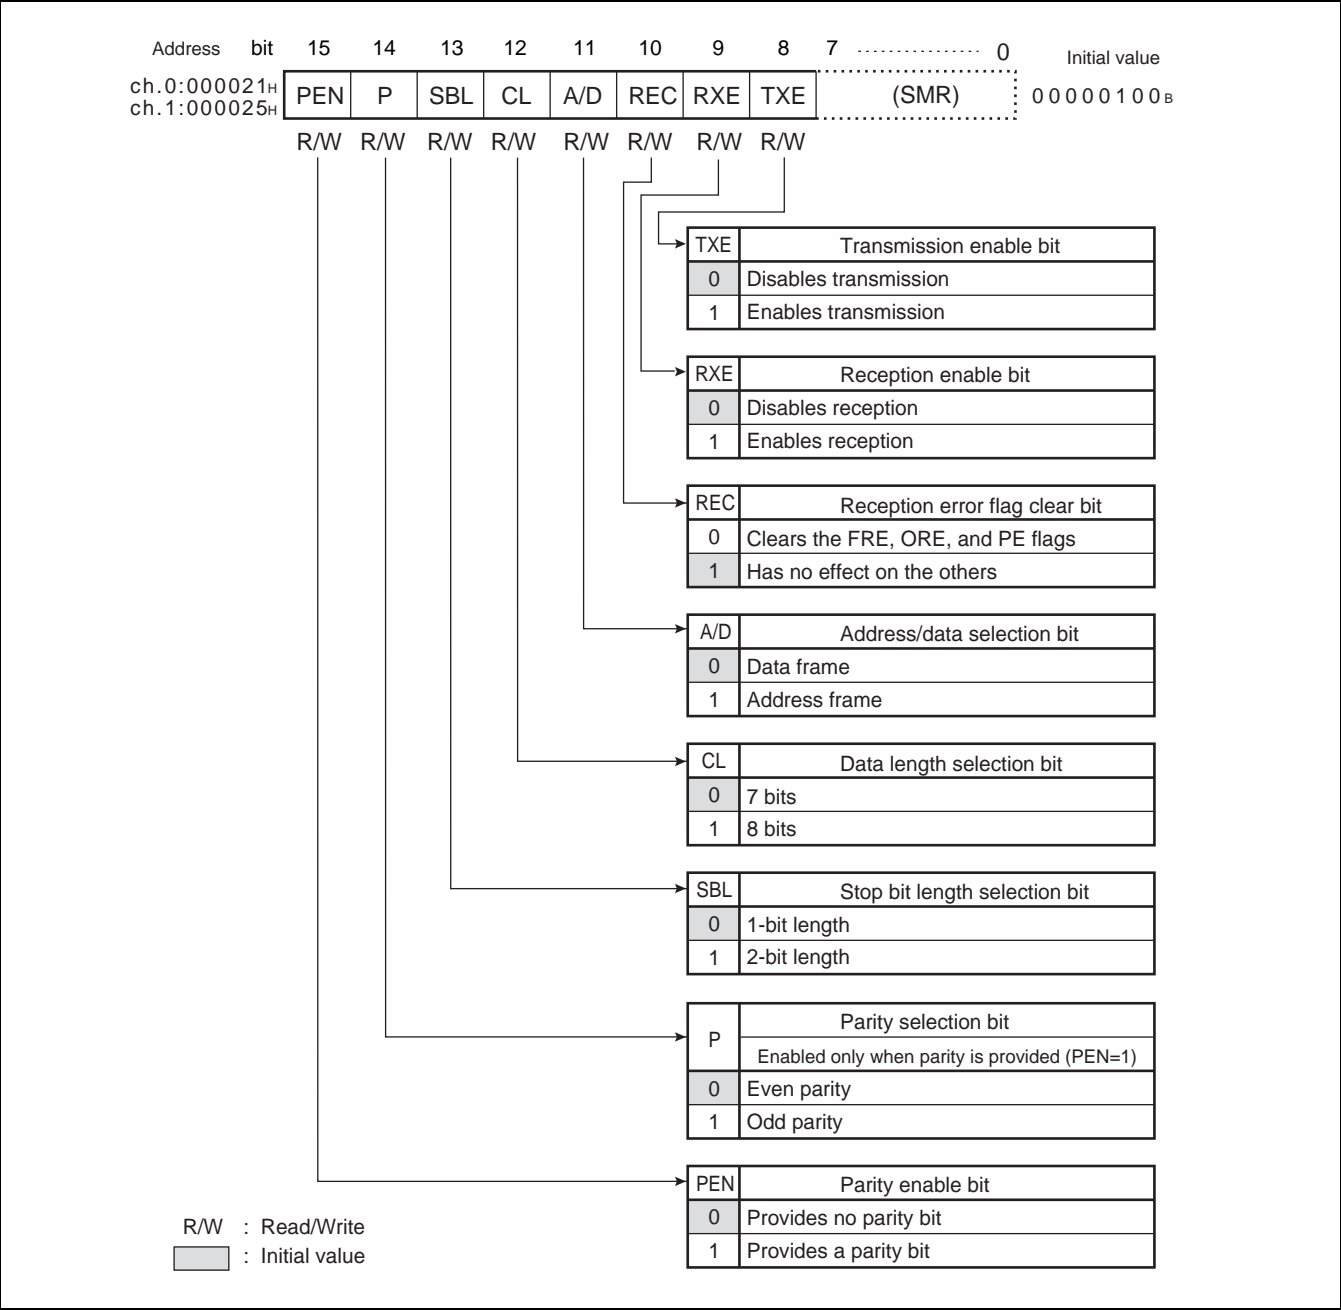 Address bit 15 14 13 12 11 10 9 8 7 0 Initial value
ch.0:000021H
ch.1:000025H
PEN P SBL CL A/D REC RXE TXE (SMR) 00000100B
R/W R/W R/W R/W R/W R/W R/W R/W
TXE Transmission enable bit
0 Disables transmission
1 Enables transmission
RXE Reception enable bit
0 Disables reception
1 Enables reception
REC Reception error flag clear bit
0 Clears the FRE, ORE, and PE flags
1 Has no effect on the others
A/D Address/data selection bit
0 Data frame
1 Address frame
CL Data length selection bit
0 7 bits
1 8 bits
SBL Stop bit length selection bit
0 1-bit length
1 2-bit length
P Parity selection bit
Enabled only when parity is provided (PEN=1)
0 Even parity
1 Odd parity
PEN Parity enable bit
0 Provides no parity bit
1 Provides a parity bit
R/W : Read/Write
: Initial value